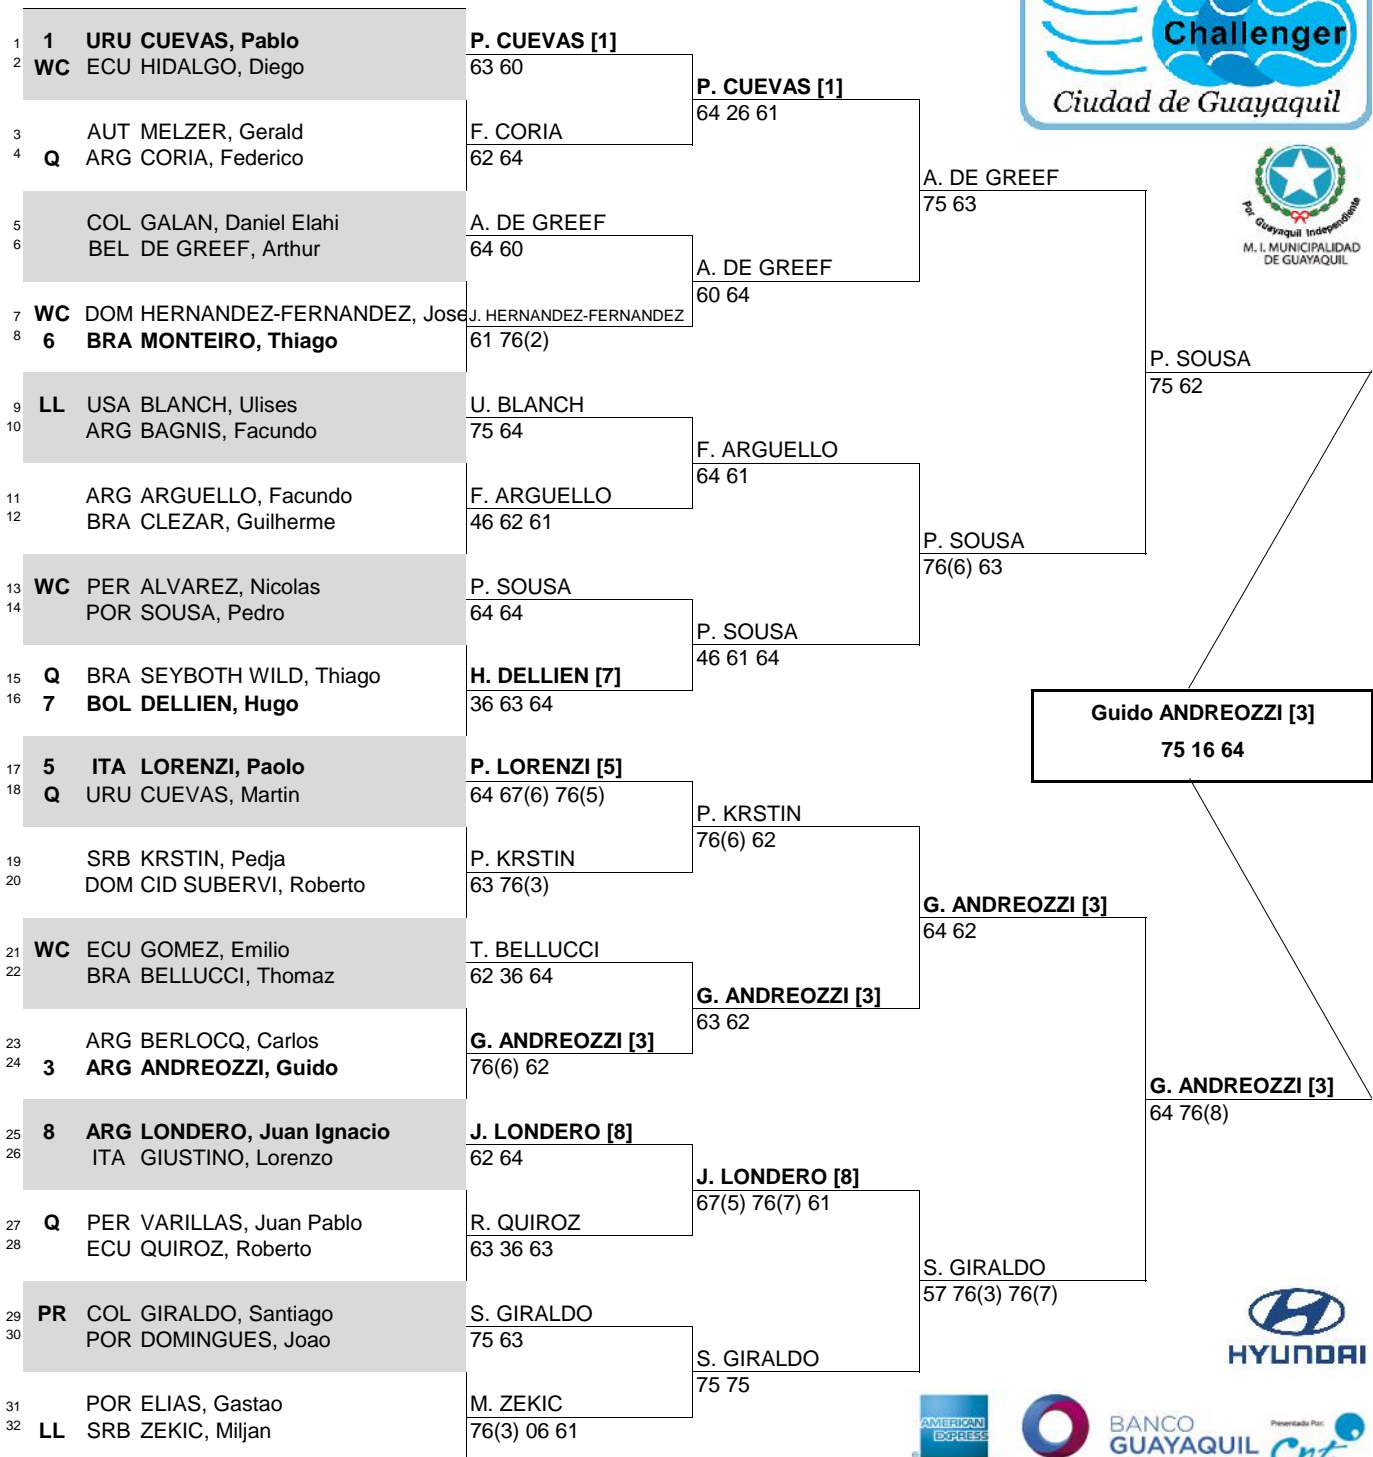 1 1 URU CUEVAS, Pablo
2 WC ECU HIDALGO, Diego
3 AUT MELZER, Gerald
4 Q ARG CORIA, Federico
5 COL GALAN, Daniel Elahi
6 BEL DE GREEF, Arthur
7 WC DOM HERNANDEZ-FERNANDEZ, Jose
8 6 BRA MONTEIRO, Thiago
9 LL USA BLANCH, Ulises
10 ARG BAGNIS, Facundo
11 ARG ARGUELLO, Facundo
12 BRA CLEZAR, Guilherme
13 WC PER ALVAREZ, Nicolas
14 POR SOUSA, Pedro
15 Q BRA SEYBOTH WILD, Thiago
16 7 BOL DELLIEN, Hugo
17 5 ITA LORENZI, Paolo
18 Q URU CUEVAS, Martin
19 SRB KRSTIN, Pedja
20 DOM CID SUBERVI, Roberto
21 WC ECU GOMEZ, Emilio
22 BRA BELLUCCI, Thomaz
23 ARG BERLOCQ, Carlos
24 3 ARG ANDREOZZI, Guido
25 8 ARG LONDERO, Juan Ignacio
26 ITA GIUSTINO, Lorenzo
27 Q PER VARILLAS, Juan Pablo
28 ECU QUIROZ, Roberto
29 PR COL GIRALDO, Santiago
30 POR DOMINGUES, Joao
31 POR ELIAS, Gastao
32 LL SRB ZEKIC, Miljan
P. CUEVAS [1]
63 60
F. CORIA
62 64
A. DE GREEF
64 60
J. HERNANDEZ-FERNANDEZ
61 76(2)
U. BLANCH
75 64
F. ARGUELLO
46 62 61
P. SOUSA
64 64
H. DELLIEN [7]
36 63 64
P. LORENZI [5]
64 67(6) 76(5)
P. KRSTIN
63 76(3)
T. BELLUCCI
62 36 64
G. ANDREOZZI [3]
76(6) 62
J. LONDERO [8]
62 64
R. QUIROZ
63 36 63
S. GIRALDO
75 63
M. ZEKIC
76(3) 06 61
P. CUEVAS [1]
64 26 61
A. DE GREEF
60 64
F. ARGUELLO
64 61
P. SOUSA
46 61 64
P. KRSTIN
76(6) 62
G. ANDREOZZI [3]
63 62
J. LONDERO [8]
67(5) 76(7) 61
S. GIRALDO
75 75
A. DE GREEF
75 63
P. SOUSA
76(6) 63
G. ANDREOZZI [3]
64 62
S. GIRALDO
57 76(3) 76(7)
P. SOUSA
75 62
G. ANDREOZZI [3]
64 76(8)
Guido ANDREOZZI [3]
75 16 64
Challenger
Ciudad de Guayaquil
Por Guayaquil Independiente
M. I. MUNICIPALIDAD
DE GUAYAQUIL
HYUNDAI
AMERICAN
EXPRESS
BANCO
GUAYAQUIL
Presentado Por:
cnt